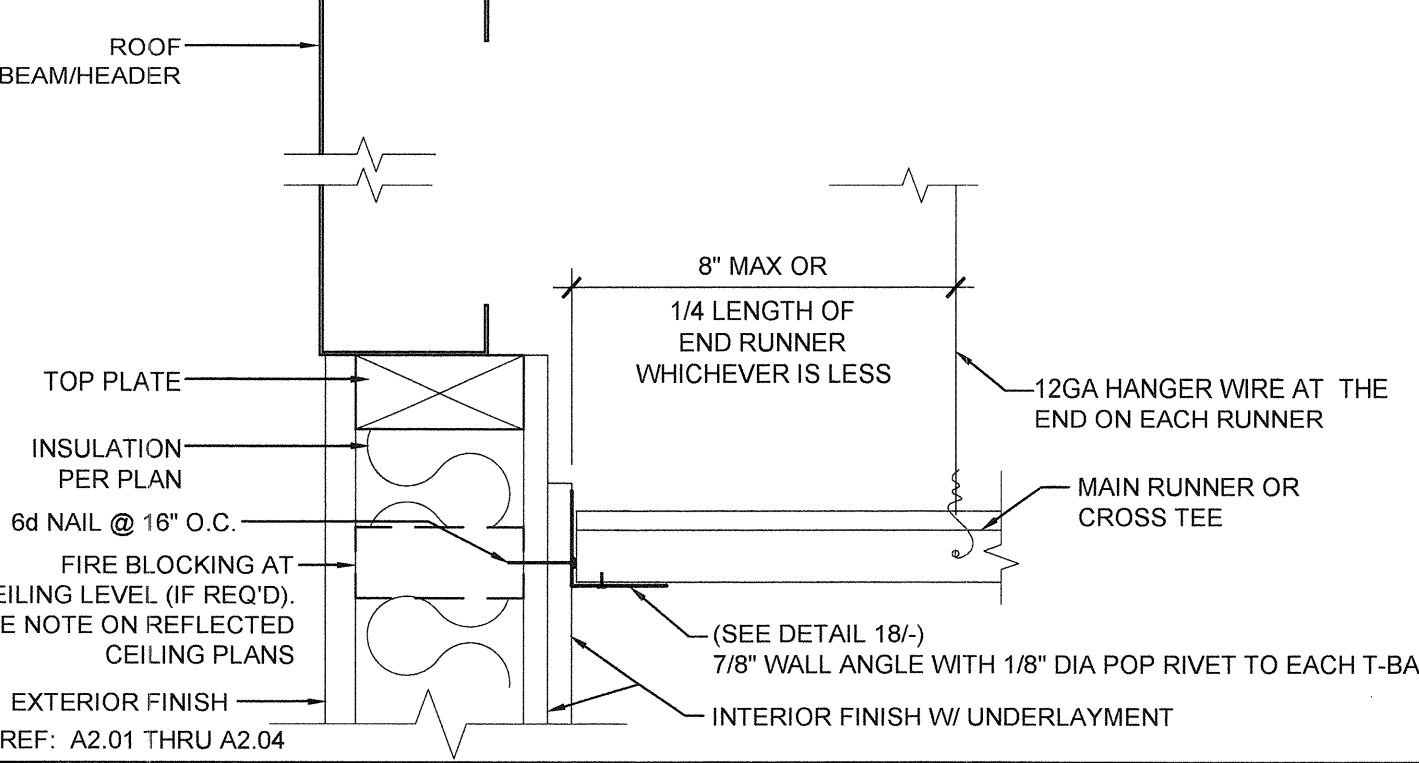 ROOF
BEAM/HEADER
8" MAX OR
1/4 LENGTH OF
END RUNNER
WHICHEVER IS LESS
TOP PLATE
12GA HANGER WIRE AT THE
END ON EACH RUNNER
INSULATION
PER PLAN
MAIN RUNNER OR
CROSS TEE
6d NAIL @ 16" O.C.
FIRE BLOCKING AT
LEVEL (IF REQ'D).
NOTE ON REFLECTED
CEILING PLANS
(SEE DETAIL 18/-)
7/8" WALL ANGLE WITH 1/8" DIA POP RIVET TO EACH
EXTERIOR FINISH
INTERIOR FINISH W/ UNDERLAYMENT
REF: A2.01 THRU A2.04